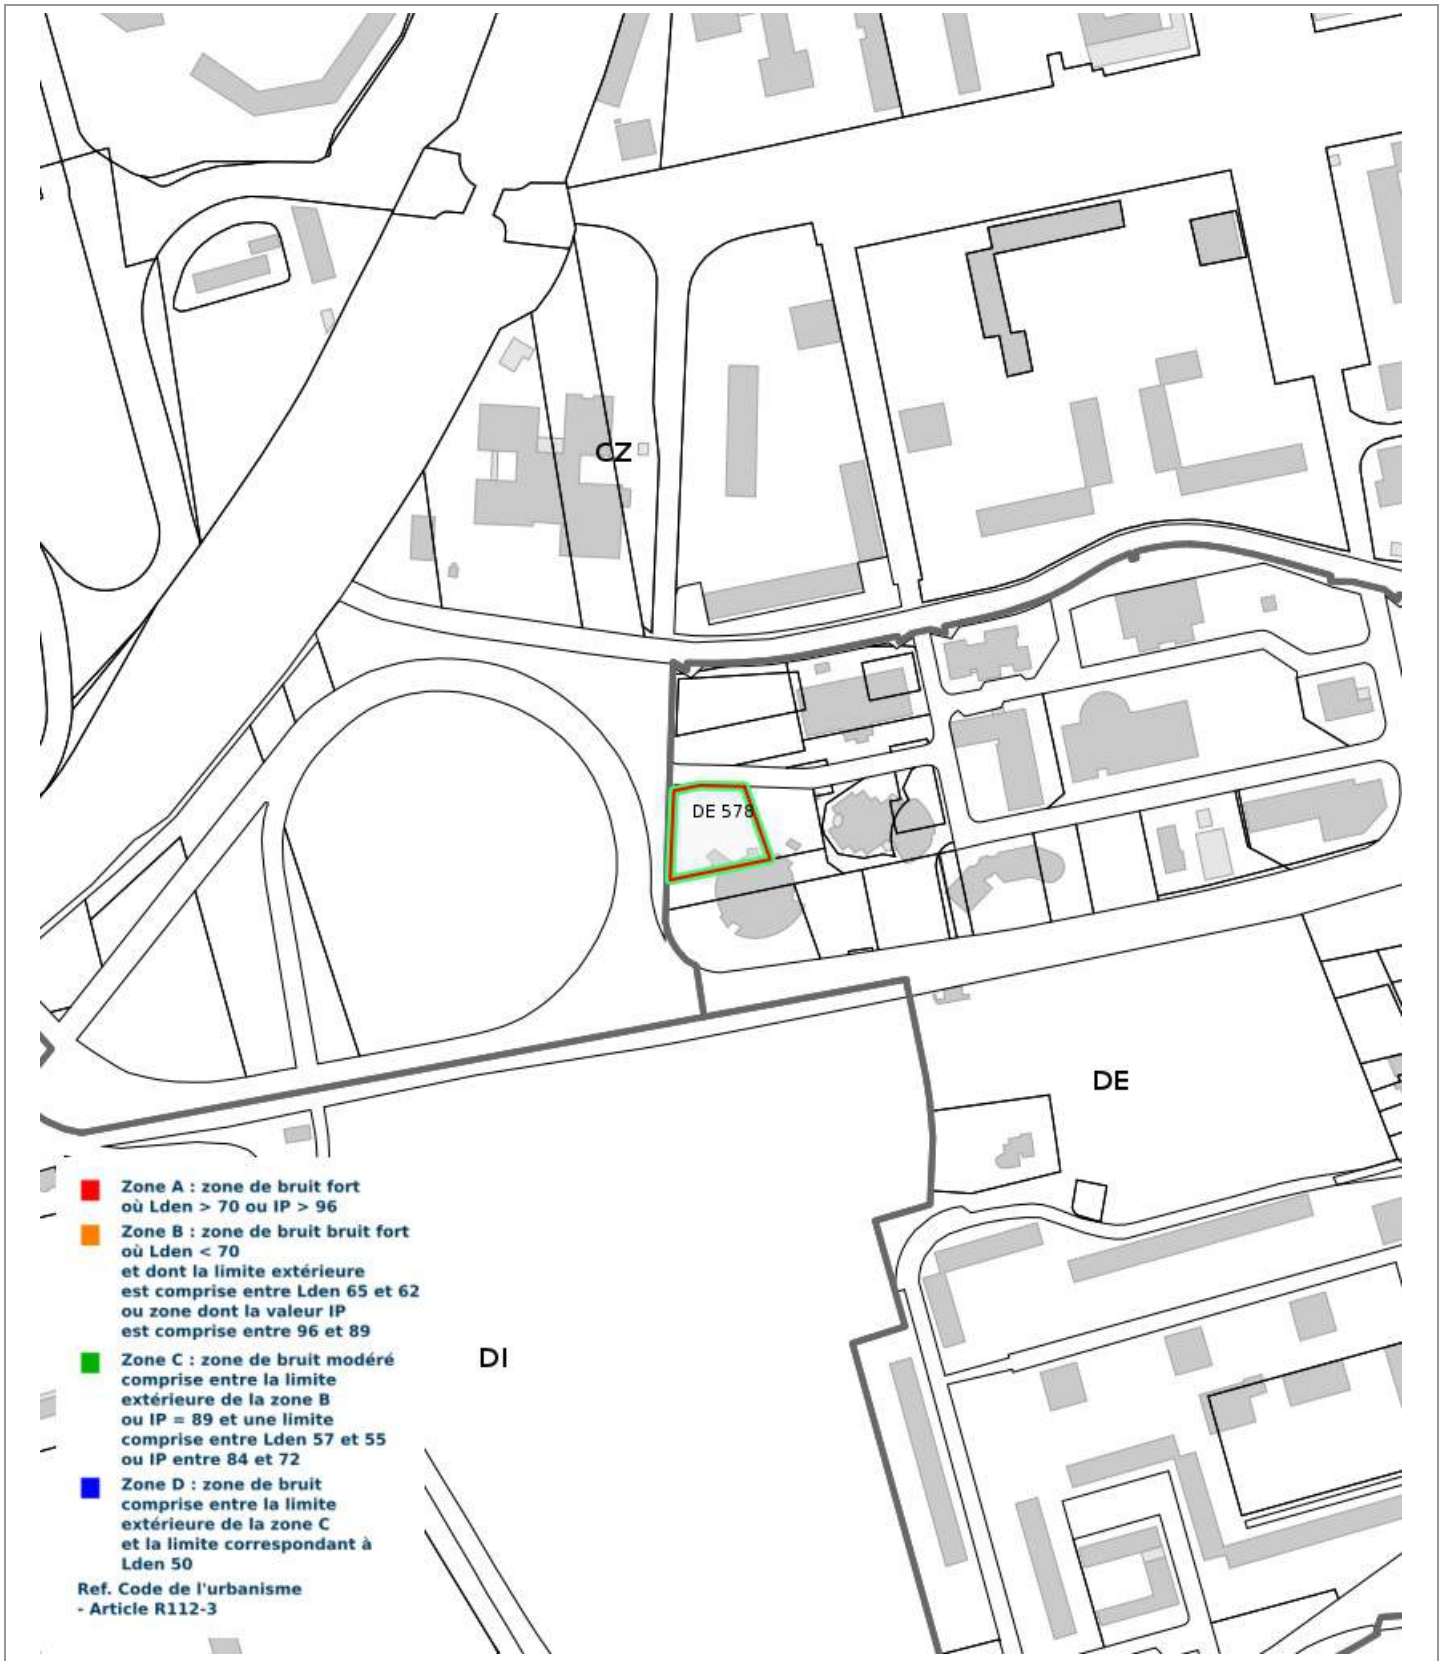 CZ
DE 578
DE
Zone A : zone de bruit fort
où Lden > 70 ou IP > 96
Zone B : zone de bruit bruit fort
où Lden < 70
et dont la limite extérieure
est comprise entre Lden 65 et 62
ou zone dont la valeur IP
est comprise entre 96 et 89
DI
Zone C : zone de bruit modéré
comprise entre la limite
extérieure de la zone B
ou IP = 89 et une limite
comprise entre Lden 57 et 55
ou IP entre 84 et 72
Zone D : zone de bruit
comprise entre la limite
extérieure de la zone C
et la limite correspondant à
Lden 50
Ref. Code de l'urbanisme
- Article R112-3